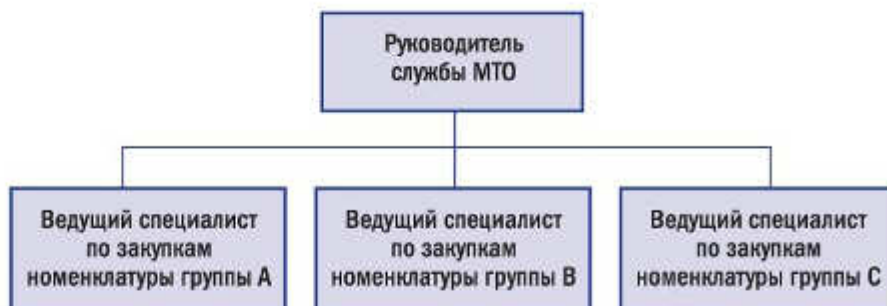 Руководитель
службы МТО
Ведущий специалист
по закупкам
номенклатуры группы А
Ведущий специалист
по закупкам
номенклатуры группы В
Ведущий специалист
по закупкам
номенклатуры группы С